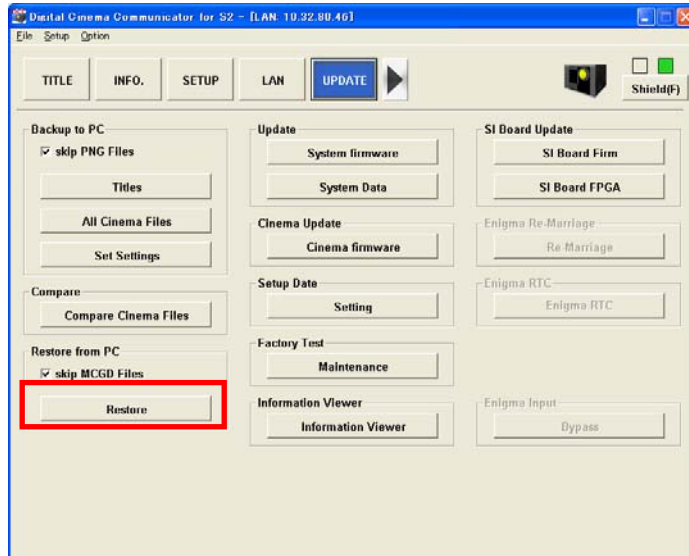 Digital Cinema Communicator for S2 - [LAN: 10.32.80.46]
File Setup Option
TITLE INFO. SETUP LAN UPDATE Shield(F)
Backup to PC
skip PNG Files
Titles
All Cinema Files
Set Settings
Compare
Compare Cinema Files
Restore from PC
skip MCGD Files
Restore
Update
System firmware
System Data
Cinema Update
Cinema firmware
Setup Date
Setting
Factory Test
Maintenance
Information Viewer
Information Viewer
SI Board Update
SI Board Firm
SI Board FPGA
Enigma Re-Marriage
Re-Marriage
Enigma RTC
Enigma RTC
Enigma Input
Bypass